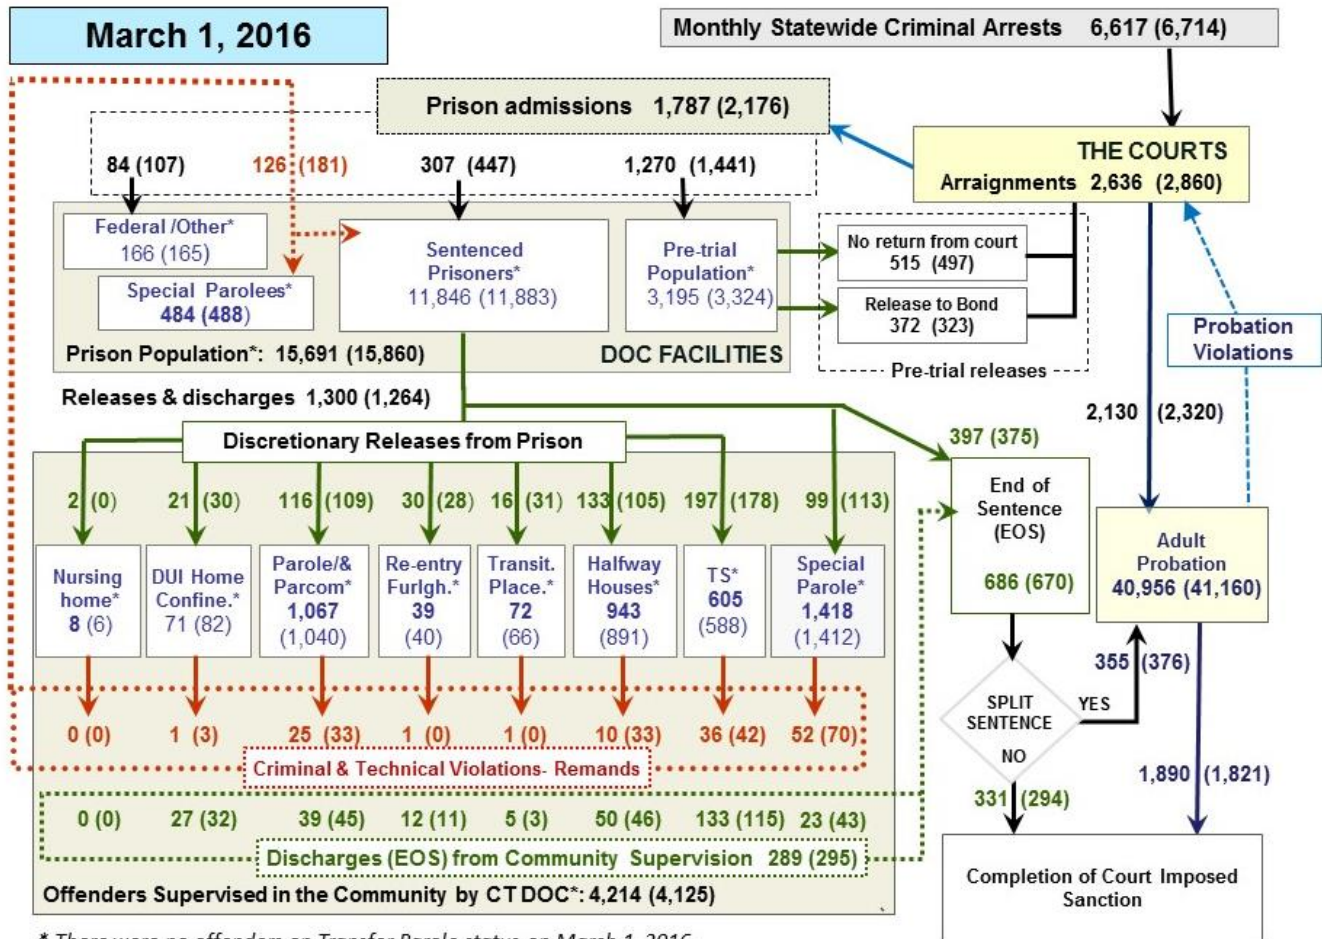 March 1, 2016
Monthly Statewide Criminal Arrests 6,617 (6,714)
Prison admissions 1,787 (2,176)
THE COURTS
Arraignments 2,636 (2,860)
84 (107)
126 (181)
307 (447)
1,270 (1,441)
Federal /Other*
166 (165)
Special Parolees*
484 (488)
Sentenced
Prisoners*
11,846 (11,883)
Pre-trial
Population*
3,195 (3,324)
No return from court
515 (497)
Release to Bond
372 (323)
Pre-trial releases
Probation
Violations
Prison Population*: 15,691 (15,860)
DOC FACILITIES
Releases & discharges 1,300 (1,264)
2,130 (2,320)
Discretionary Releases from Prison
397 (375)
2 (0)
21 (30)
116 (109)
30 (28)
16 (31)
133 (105)
197 (178)
99 (113)
End of
Sentence
(EOS)
686 (670)
Adult
Probation
40,956 (41,160)
Nursing
home*
8 (6)
DUI Home
Confine.*
71 (82)
Parole/&
Parcom*
1,067
(1,040)
Re-entry
Furlgh.*
39
(40)
Transit.
Place.*
72
(66)
Halfway
Houses*
943
(891)
TS*
605
(588)
Special
Parole*
1,418
(1,412)
355 (376)
SPLIT
SENTENCE
YES
NO
0 (0)
1 (3)
25 (33)
1 (0)
1 (0)
10 (33)
36 (42)
52 (70)
Criminal & Technical Violations- Remands
1,890 (1,821)
331 (294)
0 (0)
27 (32)
39 (45)
12 (11)
5 (3)
50 (46)
133 (115)
23 (43)
Discharges (EOS) from Community Supervision 289 (295)
Completion of Court Imposed
Sanction
Offenders Supervised in the Community by CT DOC*: 4,214 (4,125)
* There were no offenders on Transfer Parole status on March 1, 2016